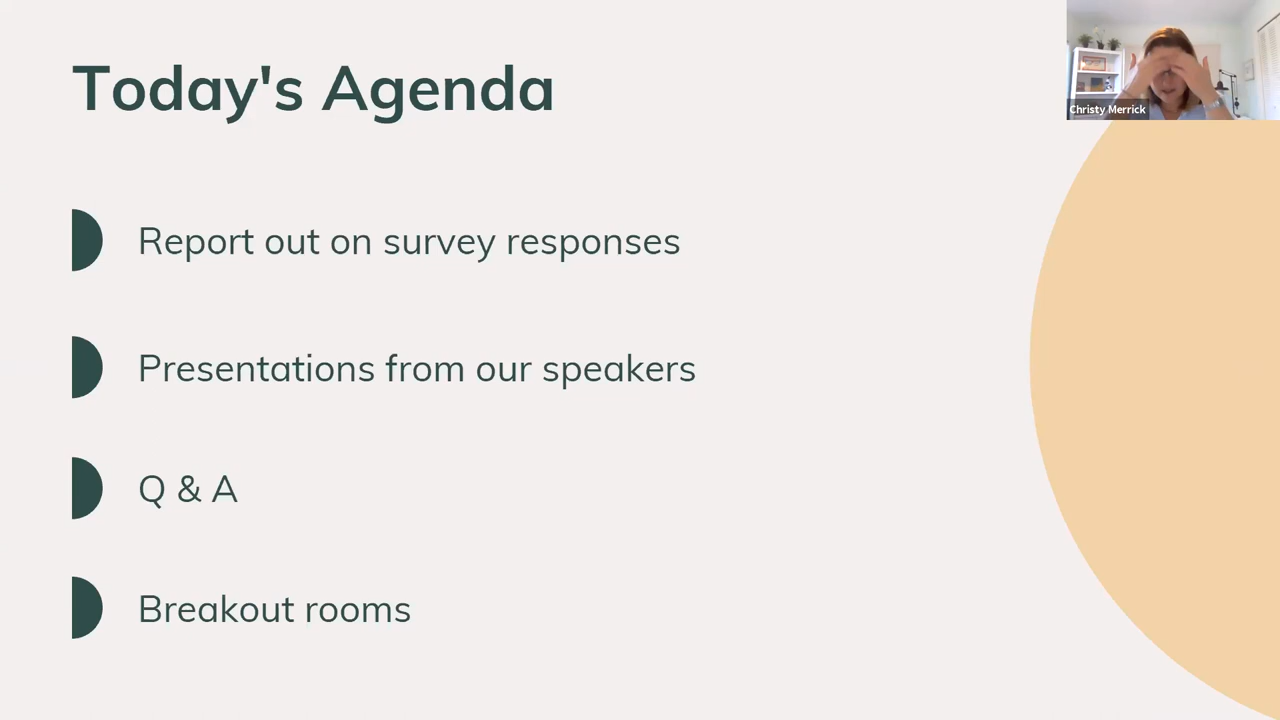 Today's Agenda
Christy Merrick
Report out on survey responses
Presentations from our speakers
Q & A
Breakout rooms